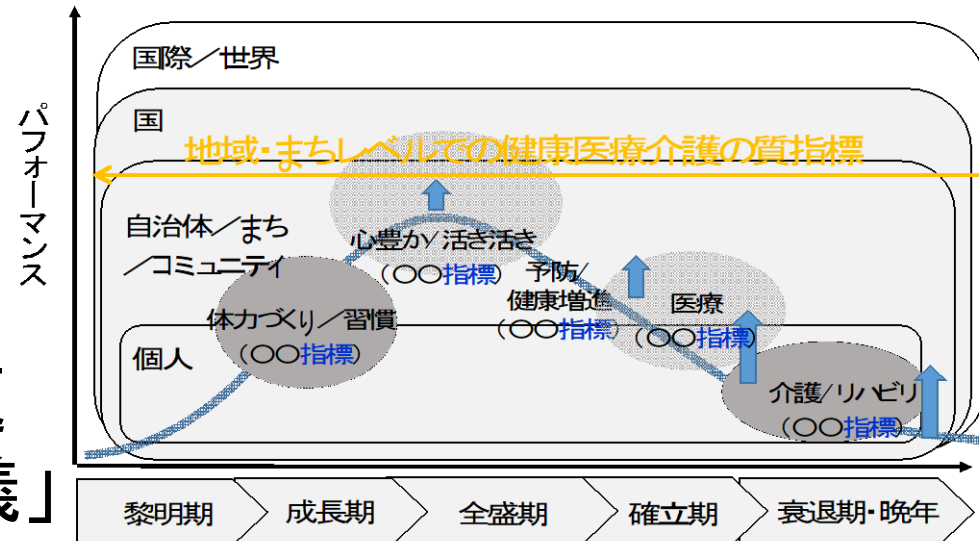 パフォーマンス
国際／世界
国
地域・まちレベルでの健康医療介護の質指標
自治体／まち
／コミュニティ
心豊か/活き活き
（〇〇指標）
予防/
健康増進
（〇〇指標）
医療
（〇〇指標）
体力づくり／習慣
（〇〇指標）
個人
介護/リハビリ
（〇〇指標）
義」
黎明期
成長期
全盛期
確立期
衰退期・晩年